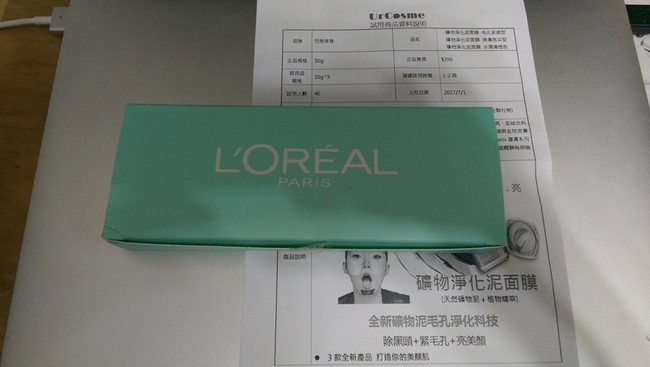 UrCosme
試用商品資料說明
品牌 巴黎萊雅 品名 礦物淨化泥面膜 毛孔緊緻型
礦物淨化泥面膜
礦物淨化泥面膜 水潤清透型
正品規格 50g 正品售價 $399
試用品規格 10g*3 建議試用時間 1-2 周
試用人數 40 上市日期 2017/7/1
L'ORÉAL
PARIS
亮
商品說明
礦物淨化泥面膜
[天然礦物泥+植物精萃]
全新礦物泥毛孔淨化科技
除黑頭+緊毛孔+亮美顏
● 3 款全新產品 打造你的美顏肌